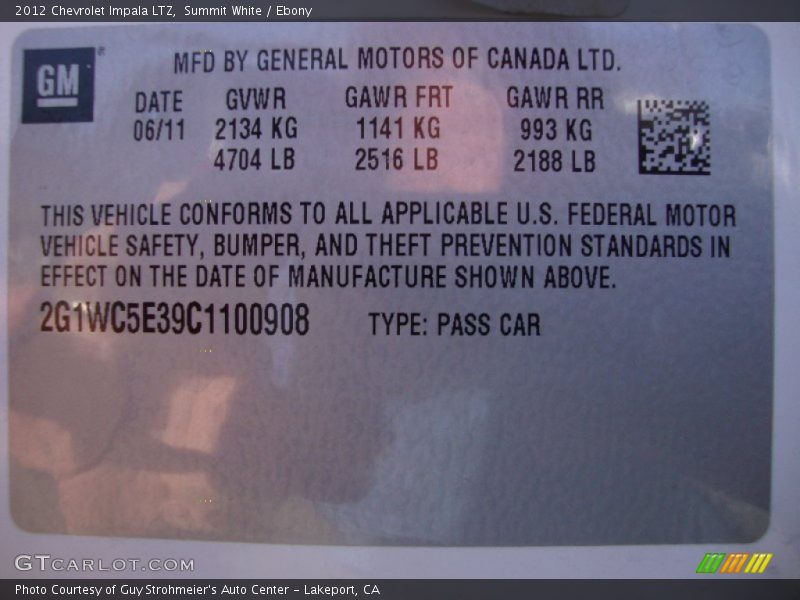 2012 Chevrolet Impala LTZ, Summit White / Ebony
GM ®
MFD BY GENERAL MOTORS OF CANADA LTD.
DATE GVWR GAWR FRT GAWR RR
06/11 2134 KG 1141 KG 993 KG
4704 LB 2516 LB 2188 LB
THIS VEHICLE CONFORMS TO ALL APPLICABLE U.S. FEDERAL MOTOR
VEHICLE SAFETY, BUMPER, AND THEFT PREVENTION STANDARDS IN
EFFECT ON THE DATE OF MANUFACTURE SHOWN ABOVE.
2G1WC5E39C1100908 TYPE: PASS CAR
GTCARLOT.COM
Photo Courtesy of Guy Strohmeier's Auto Center - Lakeport, CA